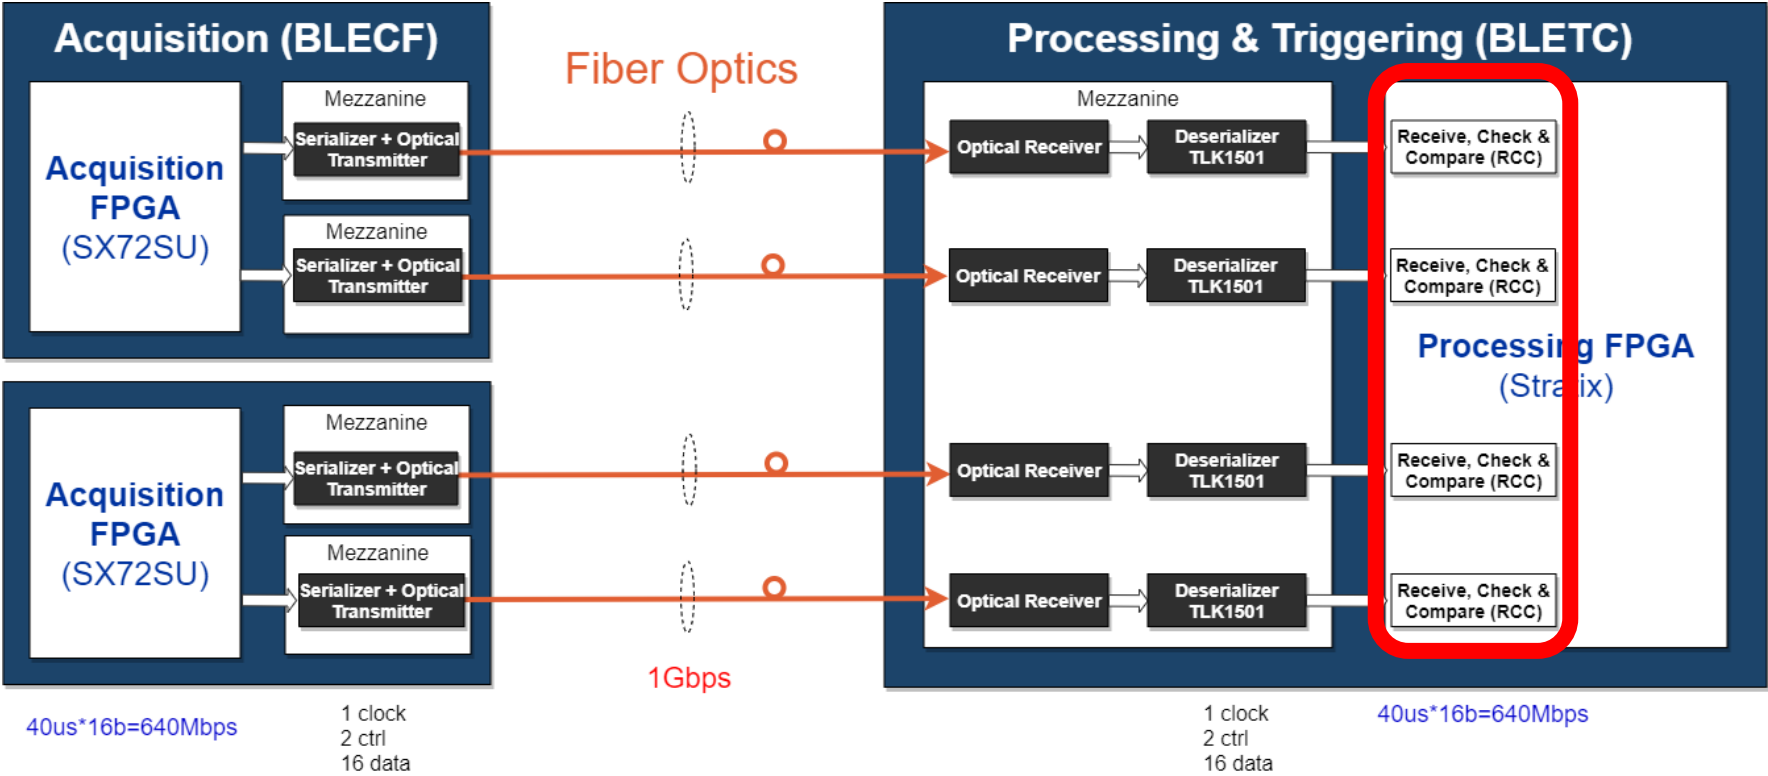 Acquisition (BLECF)
Acquisition
FPGA
(SX72SU)
Mezzanine
Serializer + Optical
Transmitter
Mezzanine
Serializer + Optical
Transmitter
Acquisition
FPGA
(SX72SU)
Mezzanine
Serializer + Optical
Transmitter
Mezzanine
Serializer + Optical
Transmitter
40us*16b=640Mbps
1 clock
2 ctrl
16 data
Fiber Optics
1Gbps
Processing & Triggering (BLETC)
Mezzanine
Optical Receiver
Deserializer
TLK1501
Receive, Check &
Compare (RCC)
Optical Receiver
Deserializer
TLK1501
Receive, Check &
Compare (RCC)
Processing FPGA
(Stratix)
Optical Receiver
Deserializer
TLK1501
Receive, Check &
Compare (RCC)
Optical Receiver
Deserializer
TLK1501
Receive, Check &
Compare (RCC)
1 clock
2 ctrl
16 data
40us*16b=640Mbps